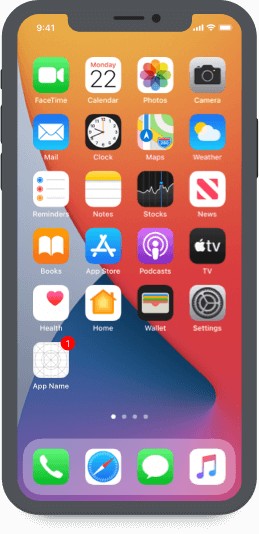 9:41
Monday
22
FaceTime
Calendar
Photos
Camera
Mail
Clock
Maps
Weather
Reminders
Notes
Stocks
News
tv
Books
App Store
Podcasts
TV
Health
Home
Wallet
Settings
1
App Name